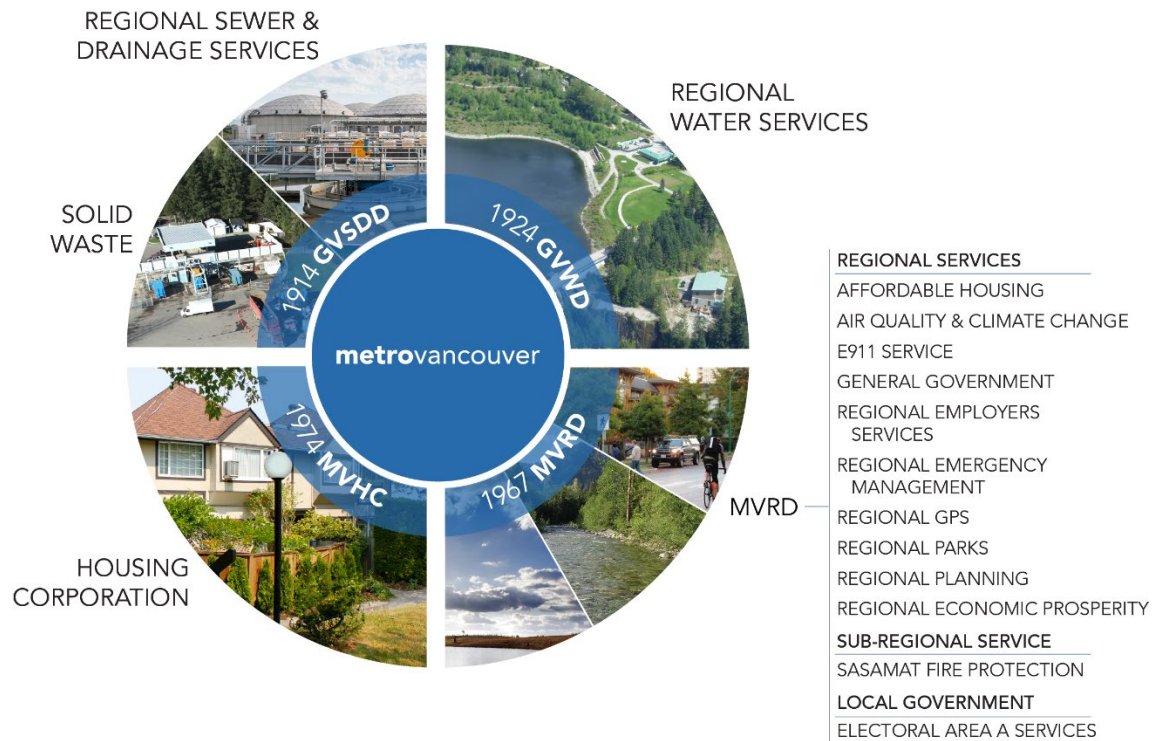 REGIONAL SEWER &
DRAINAGE SERVICES
REGIONAL
WATER SERVICES
SOLID
WASTE
1914 GVSDD
1924 GVWD
metrovancouver
1974 MVHC
1967 MVRD
HOUSING
CORPORATION
MVRD
REGIONAL SERVICES
AFFORDABLE HOUSING
AIR QUALITY & CLIMATE CHANGE
E911 SERVICE
GENERAL GOVERNMENT
REGIONAL EMPLOYERS
SERVICES
REGIONAL EMERGENCY
MANAGEMENT
REGIONAL GPS
REGIONAL PARKS
REGIONAL PLANNING
REGIONAL ECONOMIC PROSPERITY
SUB-REGIONAL SERVICE
SASAMAT FIRE PROTECTION
LOCAL GOVERNMENT
ELECTORAL AREA A SERVICES